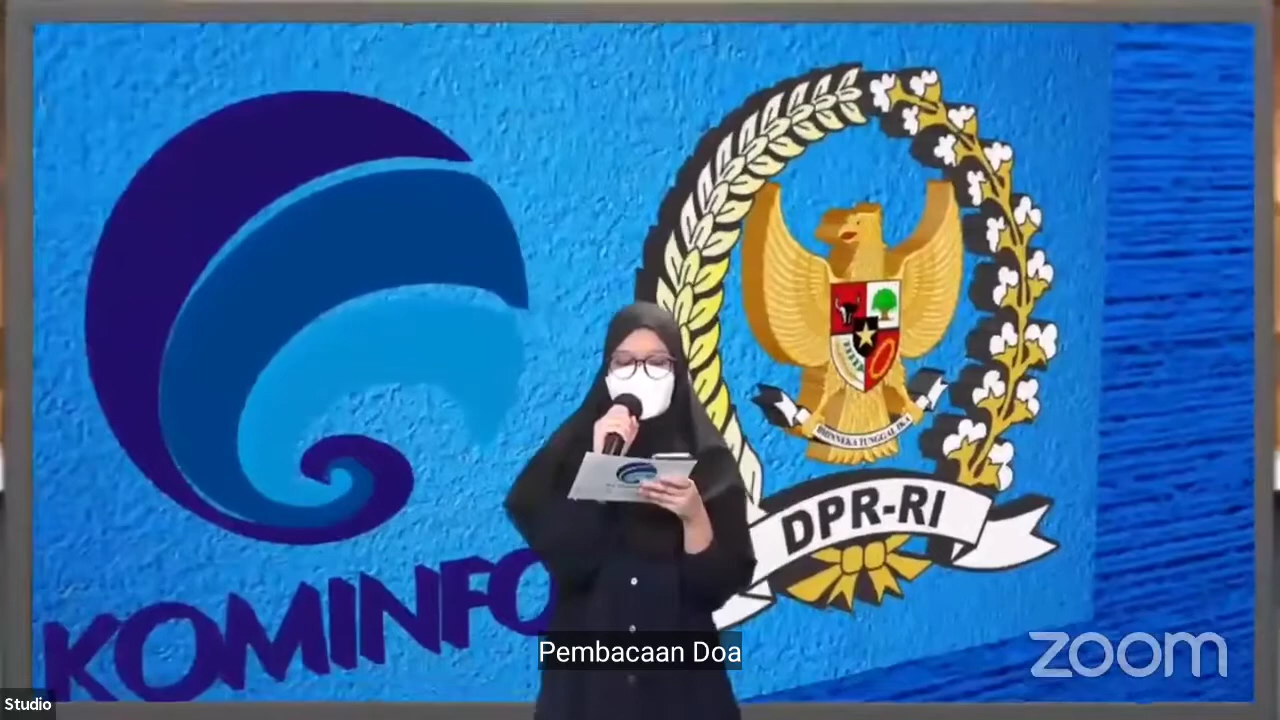 KOMINFO
BHINNEKA TUNGGAL IKA
DPR-RI
Pembacaan Doa
zoom
Studio